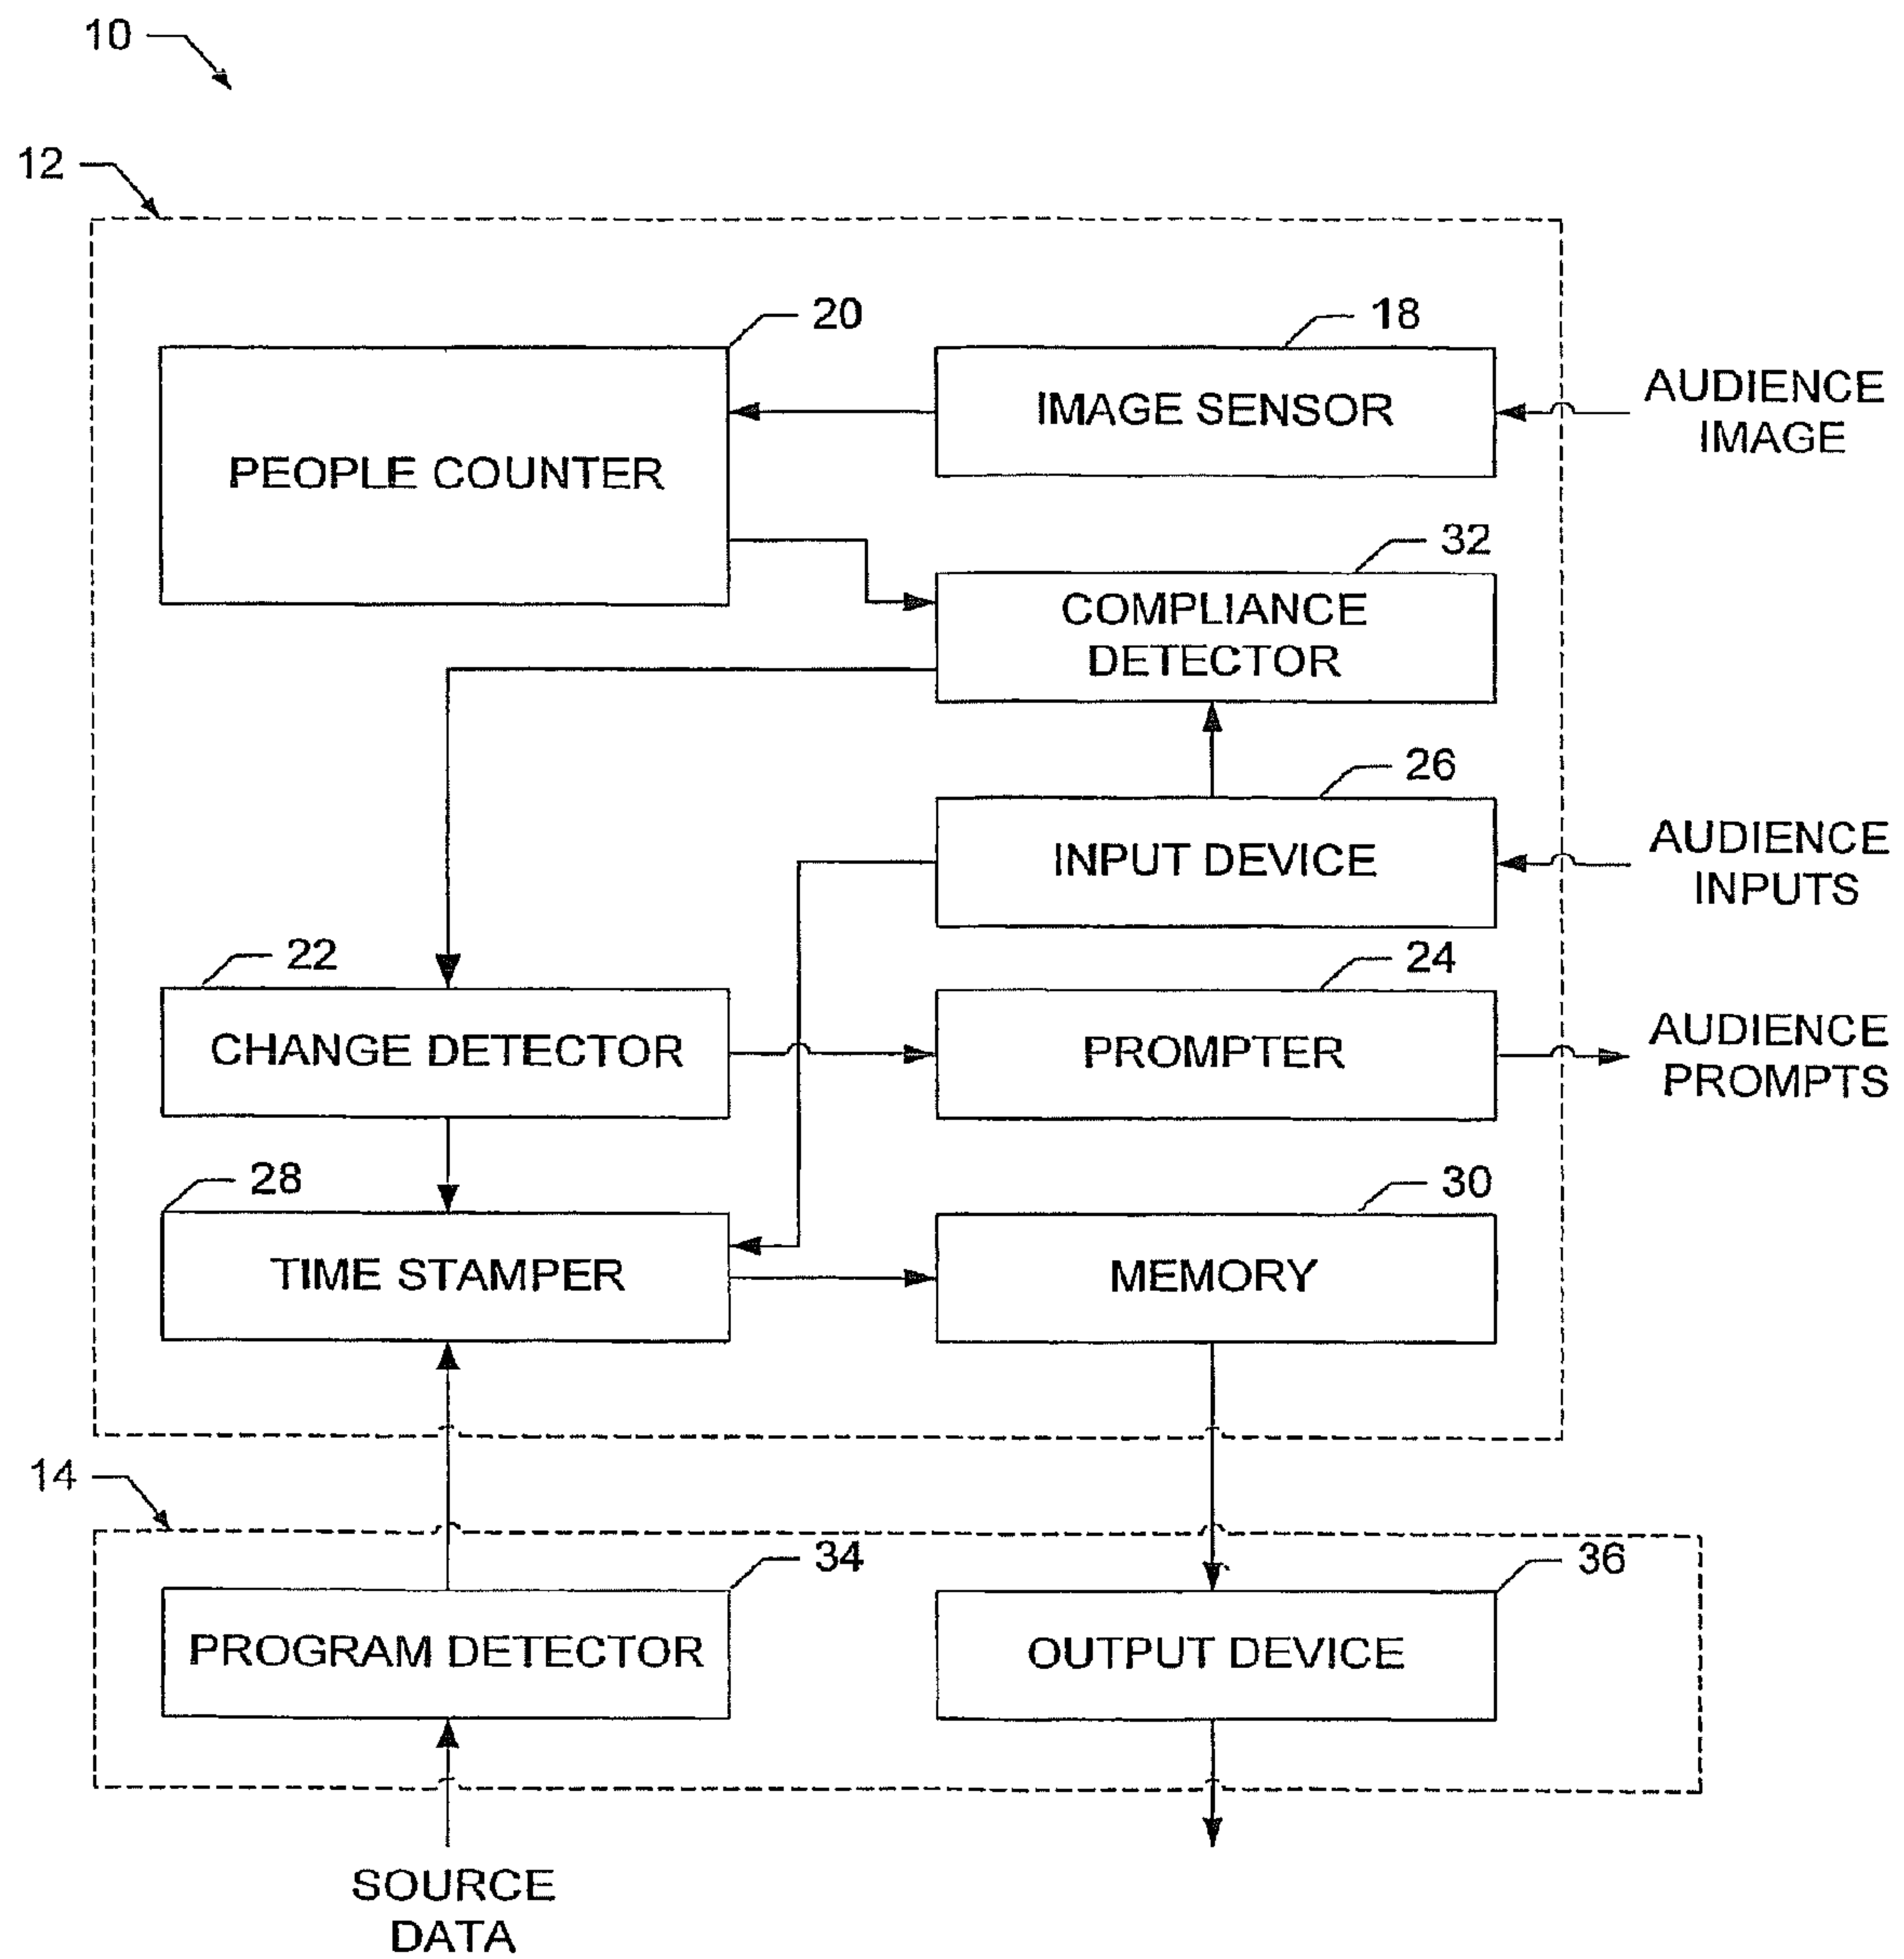 10
12
20
18
PEOPLE COUNTER
IMAGE SENSOR
AUDIENCE
IMAGE
32
COMPLIANCE
DETECTOR
26
INPUT DEVICE
AUDIENCE
INPUTS
22
24
CHANGE DETECTOR
PROMPTER
AUDIENCE
PROMPTS
28
30
TIME STAMPER
MEMORY
14
34
36
PROGRAM DETECTOR
OUTPUT DEVICE
SOURCE
DATA